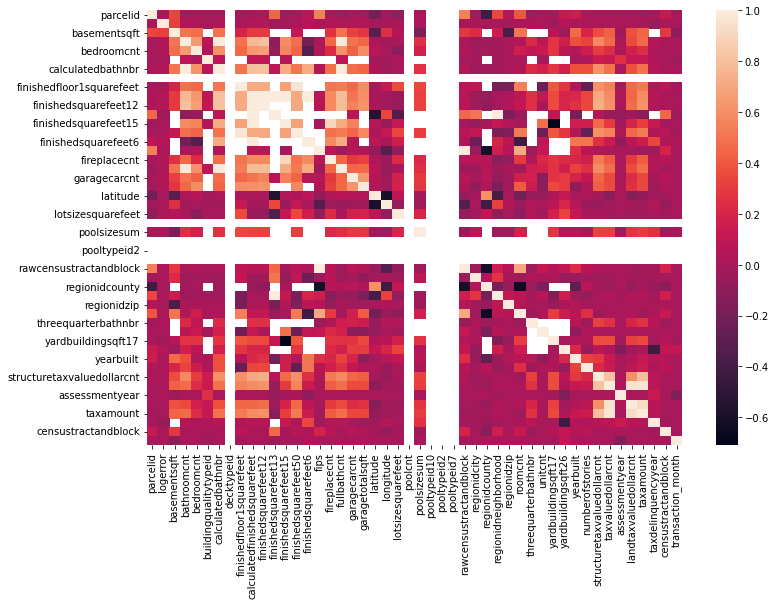 parcelid
basementsqft
bedroomcnt
calculatedbathnbr
finishedfloor1squarefeet
finishedsquarefeet12
finishedsquarefeet15
finishedsquarefeet6
fireplacecnt
garagecarcnt
latitude
lotsizesquarefeet
poolsizesum
pooltypeid2
rawcensustractandblock
regionidcounty
regionidzip
threequarterbathnbr
yardbuildingsqft17
yearbuilt
structuretaxvaluedollarcnt
assessmentyear
taxamount
censustractandblock
parcelid
logerror
basementsqft
bathroomcnt
bedroomcnt
buildingqualitytypeid
calculatedbathnbr
decktypeid
finishedfloor1squarefeet
calculatedfinishedsquarefeet
finishedsquarefeet12
finishedsquarefeet13
finishedsquarefeet15
finishedsquarefeet50
finishedsquarefeet6
fips
fireplacecnt
fullbathcnt
garagecarcnt
garagetotalsqft
latitude
longitude
lotsizesquarefeet
poolcnt
poolsizesum
pooltypeid10
pooltypeid2
pooltypeid7
rawcensustractandblock
regionidcity
regionidcounty
regionidneighborhood
regionidzip
roomcnt
threequarterbathnbr
unitcnt
yardbuildingsqft17
yardbuildingsqft26
yearbuilt
numberofstories
structuretaxvaluedollarcnt
taxvaluedollarcnt
assessmentyear
landtaxvaluedollarcnt
taxamount
taxdelinquencyyear
censustractandblock
transaction_month
1.0
0.8
0.6
0.4
0.2
0.0
−0.2
−0.4
−0.6